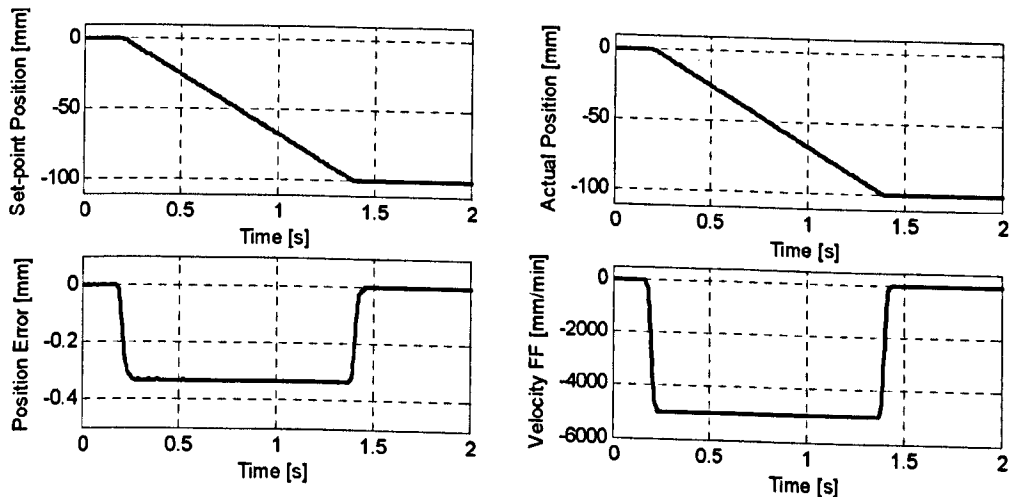 Set-point Position [mm]
0
-50
-100
0 0.5 1 1.5 2
Time [s]
Actual Position [mm]
0
-50
-100
0 0.5 1 1.5 2
Time [s]
Position Error [mm]
0
-0.2
-0.4
0 0.5 1 1.5 2
Time [s]
Velocity FF [mm/min]
0
-2000
-4000
-6000
0 0.5 1 1.5 2
Time [s]